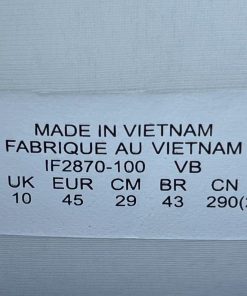 MADE IN VIETNAM
FABRIQUE AU VIETNAM
IF2870-100 VB
UK EUR CM BR CN
10 45 29 43 290(